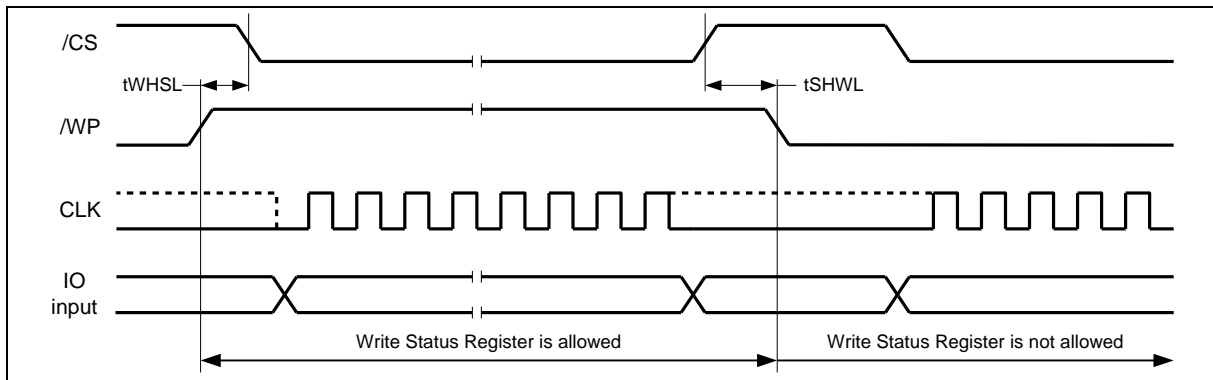 /CS
tWHSL
tSHWL
/WP
CLK
IO
input
Write Status Register is allowed
Write Status Register is not allowed